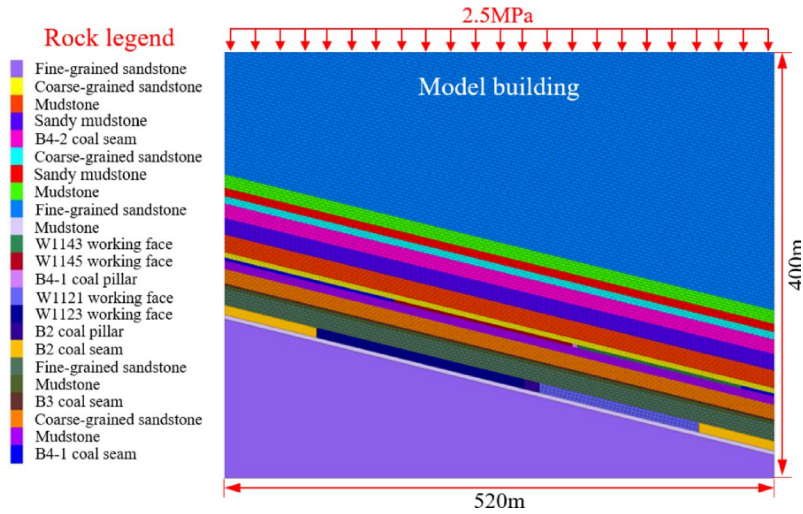 2.5MPa
Rock legend
Model building
Fine-grained sandstone
Coarse-grained sandstone
Mudstone
Sandy mudstone
B4-2 coal seam
Coarse-grained sandstone
Sandy mudstone
Mudstone
Fine-grained sandstone
Mudstone
W1143 working face
W1145 working face
B4-1 coal pillar
W1121 working face
W1123 working face
B2 coal pillar
B2 coal seam
Fine-grained sandstone
Mudstone
B3 coal seam
Coarse-grained sandstone
Mudstone
B4-1 coal seam
400m
520m